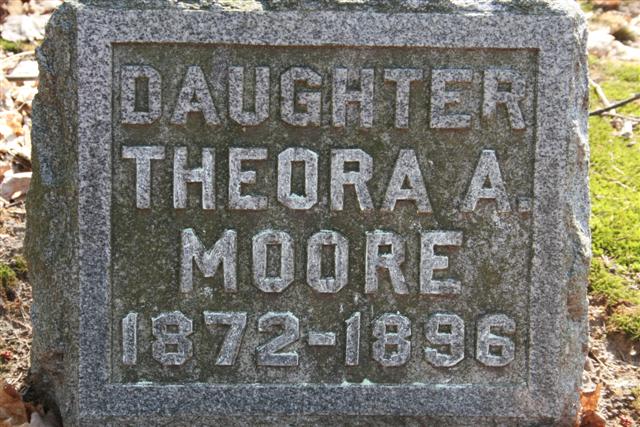 DAUGHTER
THEORA A.
MOORE
1872-1896